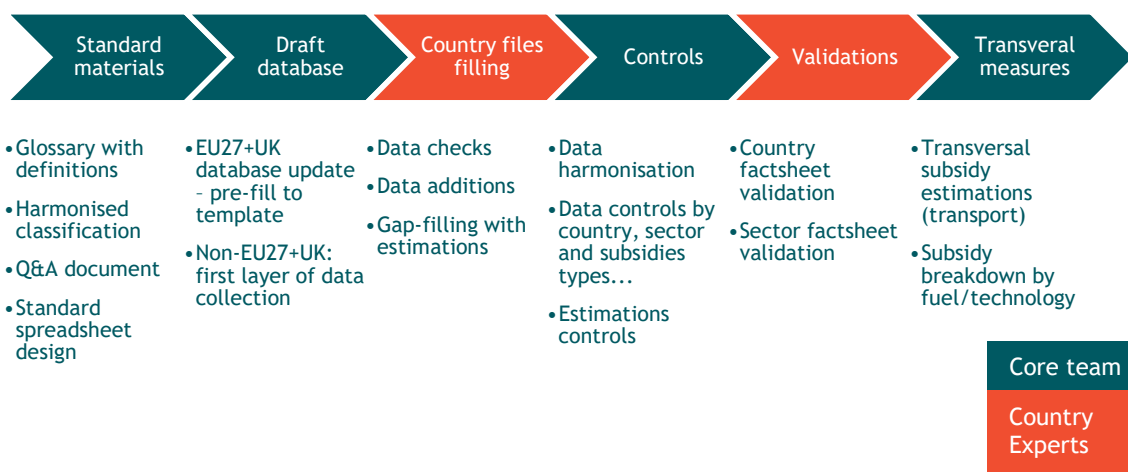 Standard
materials
Draft
database
Country files
filling
Controls
Validations
Transveral
measures
•Glossary with
definitions
•Harmonised
classification
•Q&A document
•Standard
spreadsheet
design
•EU27+UK
database update
– pre-fill to
template
•Non-EU27+UK:
first layer of data
collection
•Data checks
•Data additions
•Gap-filling with
estimations
•Data
harmonisation
•Data controls by
country, sector
and subsidies
types...
•Estimations
controls
•Country
factsheet
validation
•Sector factsheet
validation
•Transversal
subsidy
estimations
(transport)
•Subsidy
breakdown by
fuel/technology
Core team
Country
Experts